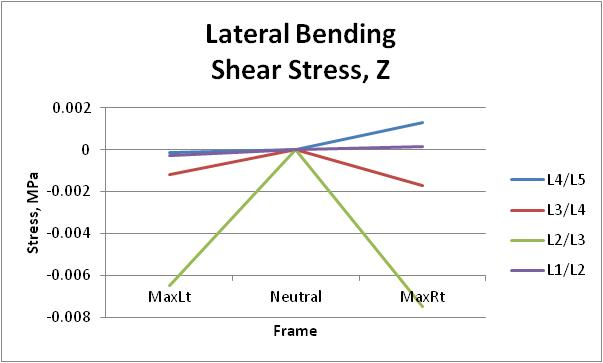 Lateral Bending
Shear Stress, Z
0.002
0
-0.002
-0.004
-0.006
-0.008
Stress, MPa
MaxLt Neutral MaxRt
Frame
L4/L5
L3/L4
L2/L3
L1/L2